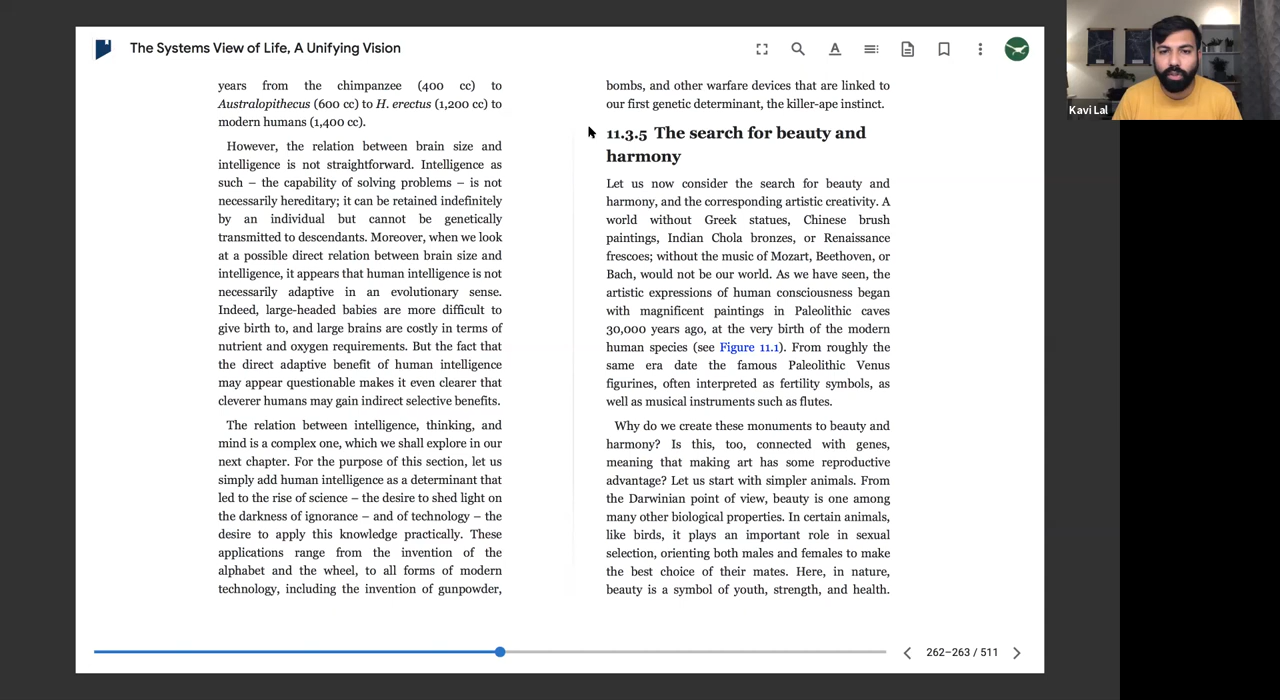 The Systems View of Life, A Unifying Vision
Kavi Lal
years from the chimpanzee (400 cc) to
Australopithecus (600 cc) to H. erectus (1,200 cc) to
modern humans (1,400 cc).
However, the relation between brain size and
intelligence is not straightforward. Intelligence as
such – the capability of solving problems – is not
necessarily hereditary; it can be retained indefinitely
by an individual but cannot be genetically
transmitted to descendants. Moreover, when we look
at a possible direct relation between brain size and
intelligence, it appears that human intelligence is not
necessarily adaptive in an evolutionary sense.
Indeed, large-headed babies are more difficult to
give birth to, and large brains are costly in terms of
nutrient and oxygen requirements. But the fact that
the direct adaptive benefit of human intelligence
may appear questionable makes it even clearer that
cleverer humans may gain indirect selective benefits.
The relation between intelligence, thinking, and
mind is a complex one, which we shall explore in our
next chapter. For the purpose of this section, let us
simply add human intelligence as a determinant that
led to the rise of science – the desire to shed light on
the darkness of ignorance – and of technology – the
desire to apply this knowledge practically. These
applications range from the invention of the
alphabet and the wheel, to all forms of modern
technology, including the invention of gunpowder,
bombs, and other warfare devices that are linked to
our first genetic determinant, the killer-ape instinct.
11.3.5 The search for beauty and
harmony
Let us now consider the search for beauty and
harmony, and the corresponding artistic creativity. A
world without Greek statues, Chinese brush
paintings, Indian Chola bronzes, or Renaissance
frescoes; without the music of Mozart, Beethoven, or
Bach, would not be our world. As we have seen, the
artistic expressions of human consciousness began
with magnificent paintings in Paleolithic caves
30,000 years ago, at the very birth of the modern
human species (see Figure 11.1). From roughly the
same era date the famous Paleolithic Venus
figurines, often interpreted as fertility symbols, as
well as musical instruments such as flutes.
Why do we create these monuments to beauty and
harmony? Is this, too, connected with genes,
meaning that making art has some reproductive
advantage? Let us start with simpler animals. From
the Darwinian point of view, beauty is one among
many other biological properties. In certain animals,
like birds, it plays an important role in sexual
selection, orienting both males and females to make
the best choice of their mates. Here, in nature,
beauty is a symbol of youth, strength, and health.
262–263 / 511